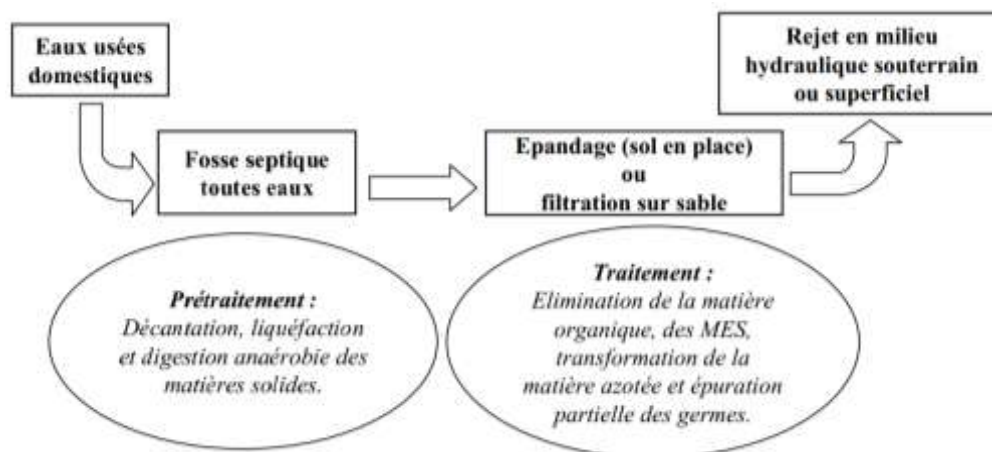 Eaux usées
domestiques
Rejet en milieu
hydraulique souterrain
ou superficiel
Fosse septique
toutes eaux
Epandage (sol en place)
ou
filtration sur sable
Prétraitement :
Décantation, liquéfaction
et digestion anaérobie des
matières solides.
Traitement :
Elimination de la matière
organique, des MES,
transformation de la
matière azotée et épuration
partielle des germes.